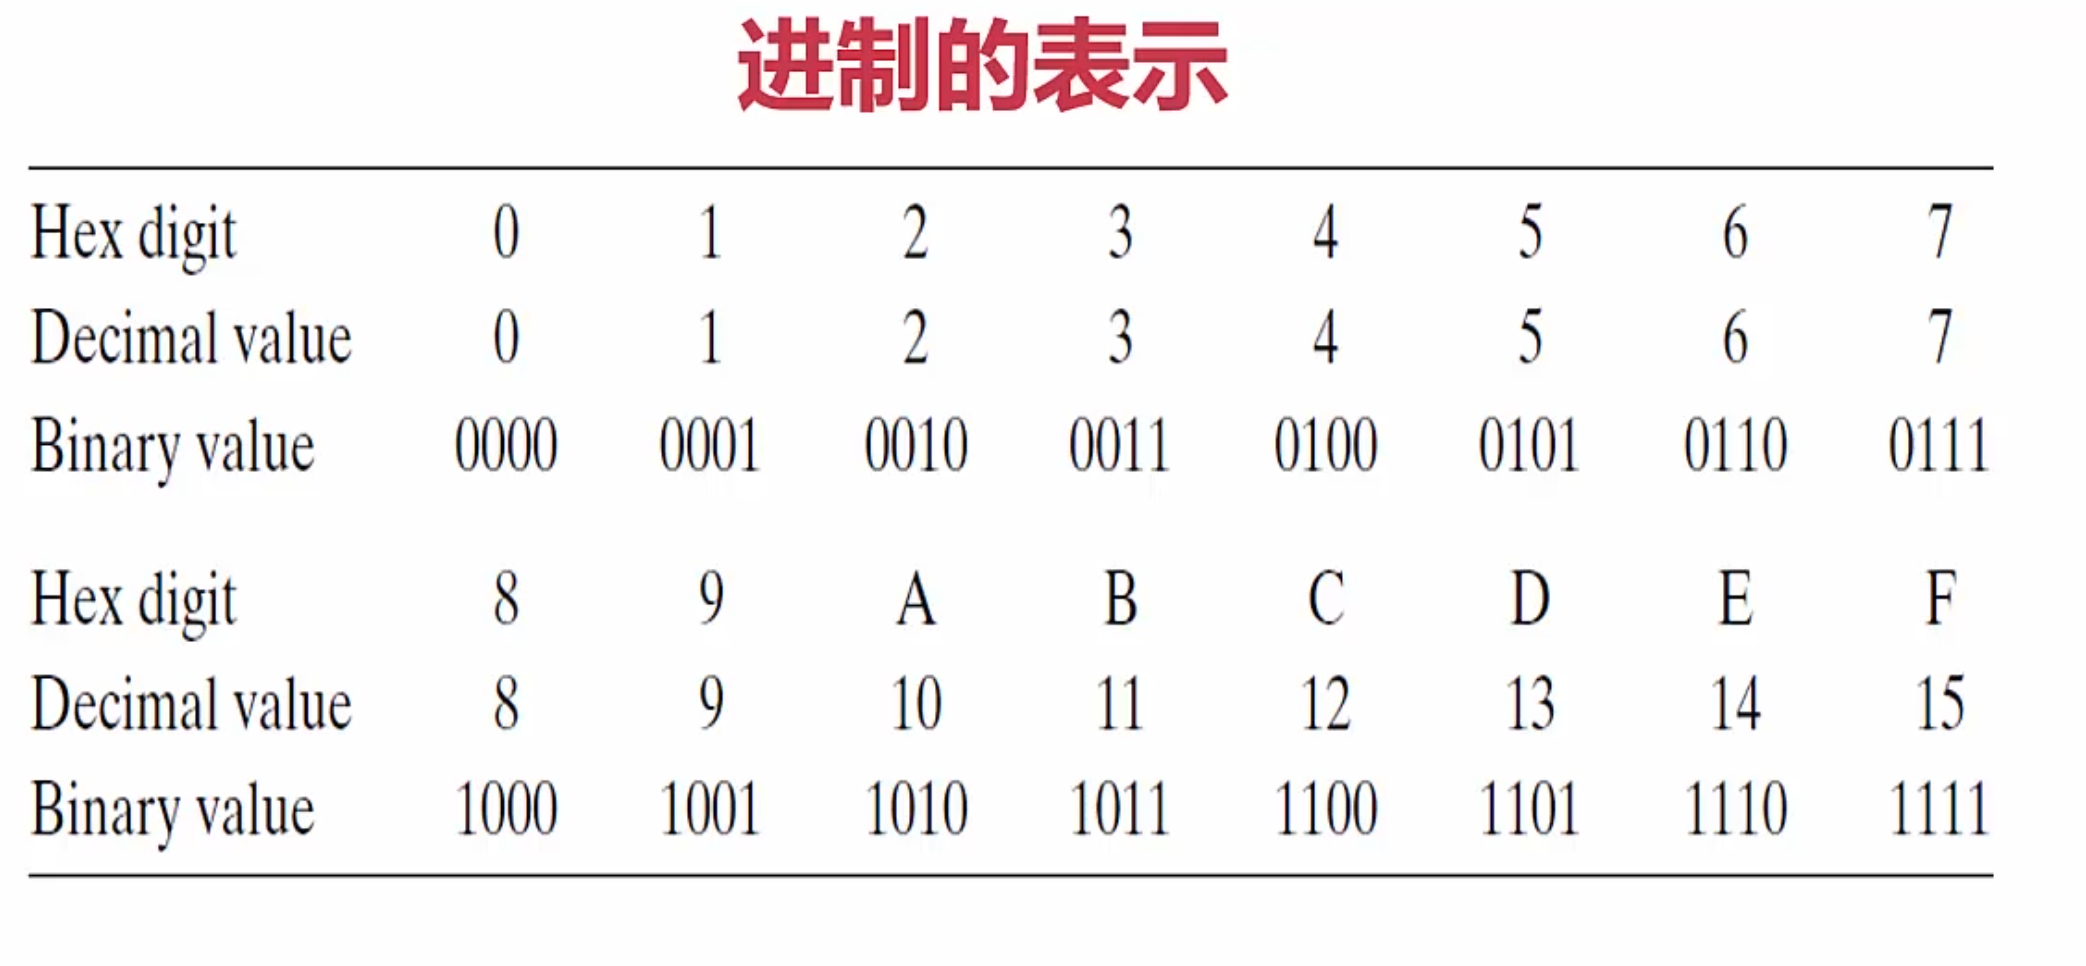 进制的表示
Hex digit 0 1 2 3 4 5 6 7
Decimal value 0 1 2 3 4 5 6 7
Binary value 0000 0001 0010 0011 0100 0101 0110 0111
Hex digit 8 9 A B C D E F
Decimal value 8 9 10 11 12 13 14 15
Binary value 1000 1001 1010 1011 1100 1101 1110 1111